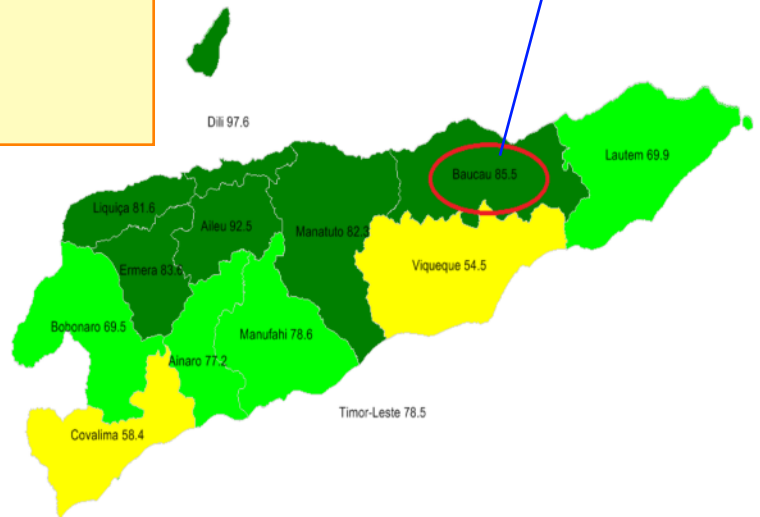 Dili 97.6
Lautem 69.9
Baucau 85.5
Liquiça 81.6
Aileu 92.5
Manatuto 82.3
Viqueque 54.5
Ermera 83.6
Bobonaro 69.5
Manufahi 78.6
Ainaro 77.2
Timor-Leste 78.5
Covalima 58.4